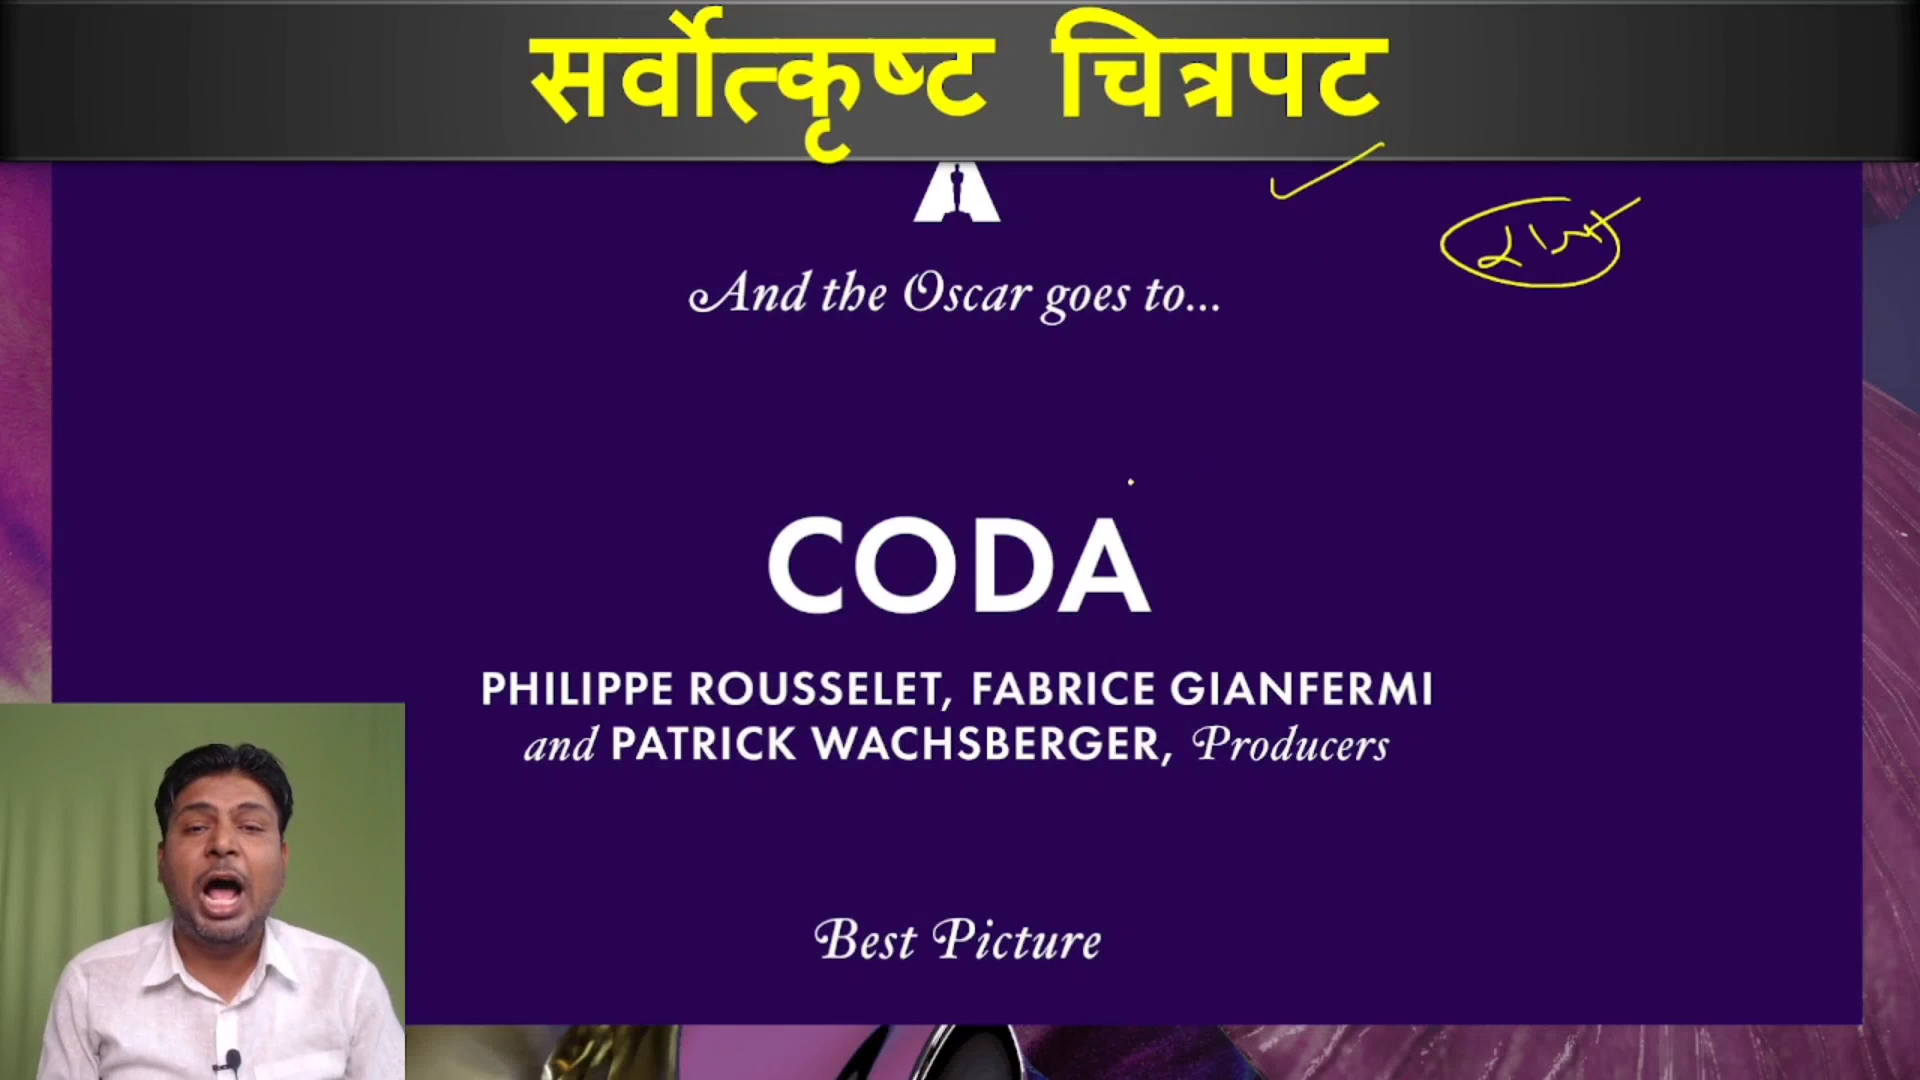 सर्वोत्कृष्ट चित्रपट
And the Oscar goes to...
CODA
PHILIPPE ROUSSELET, FABRICE GIANFERMI
and PATRICK WACHSBERGER, Producers
Best Picture